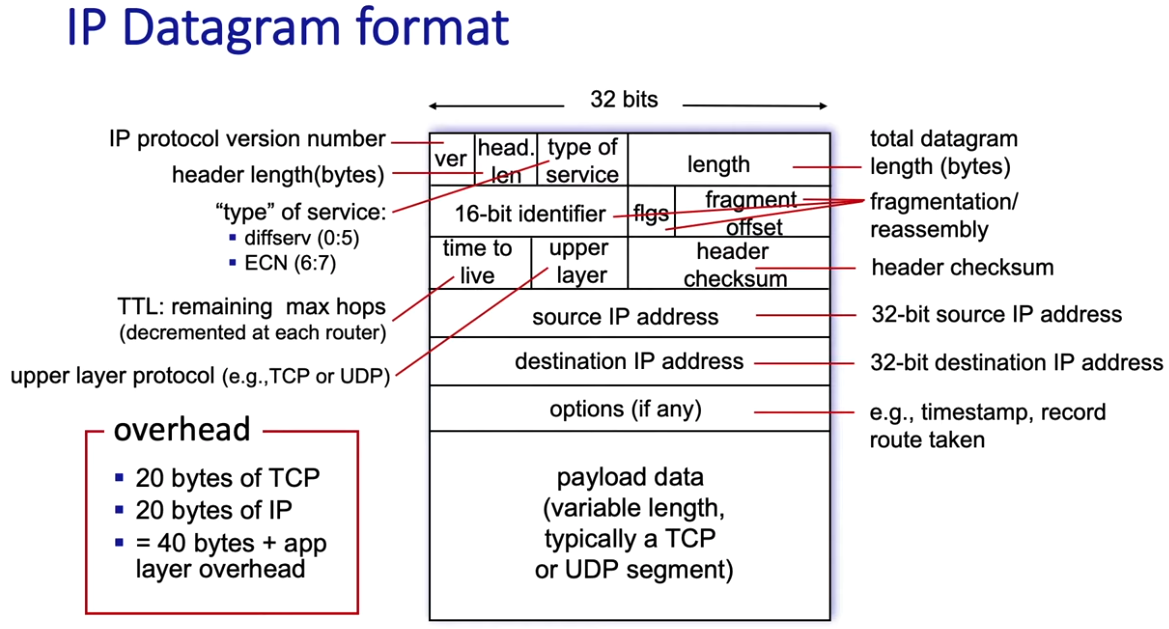 IP Datagram format
32 bits
IP protocol version number
header length(bytes)
“type” of service:
▪ diffserv (0:5)
▪ ECN (6:7)
TTL: remaining max hops
(decremented at each router)
upper layer protocol (e.g.,TCP or UDP)
overhead
▪ 20 bytes of TCP
▪ 20 bytes of IP
▪ = 40 bytes + app
layer overhead
ver
head.
len
type of
service
length
16-bit identifier
flgs
fragment
offset
time to
live
upper
layer
header
checksum
source IP address
destination IP address
options (if any)
payload data
(variable length,
typically a TCP
or UDP segment)
total datagram
length (bytes)
fragmentation/
reassembly
header checksum
32-bit source IP address
32-bit destination IP address
e.g., timestamp, record
route taken